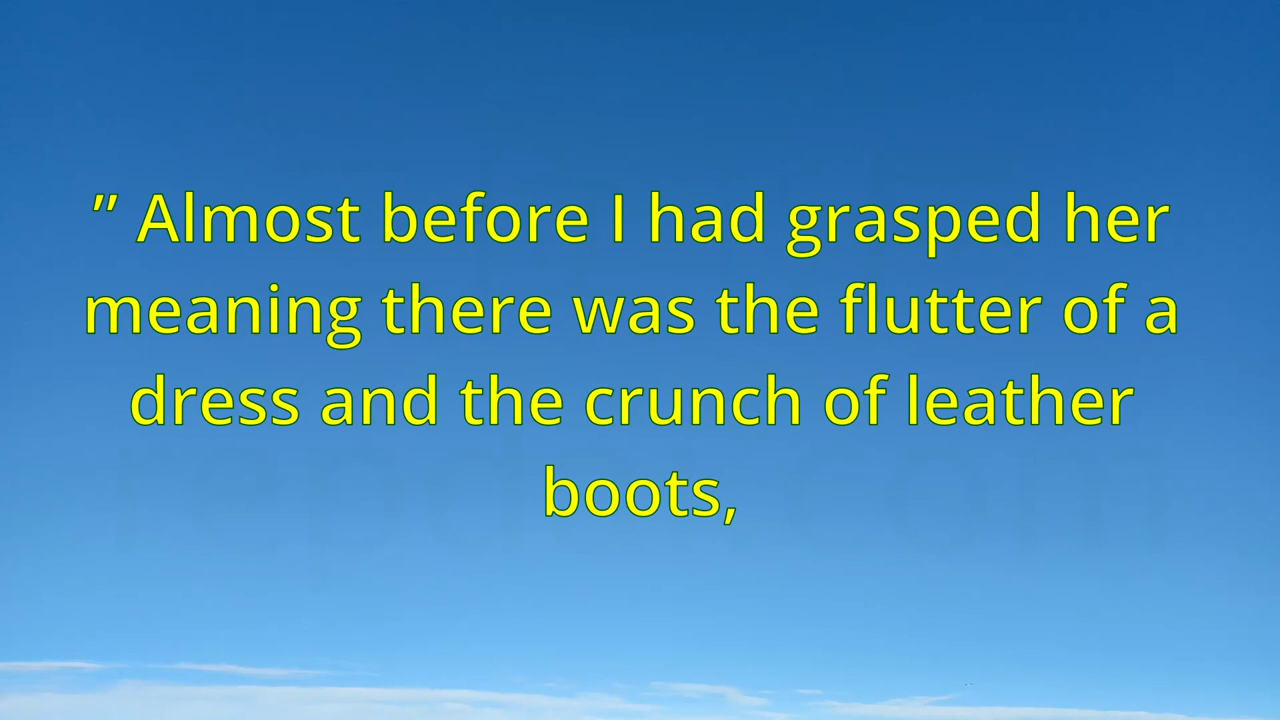 ” Almost before I had grasped her
meaning there was the flutter of a
dress and the crunch of leather
boots,